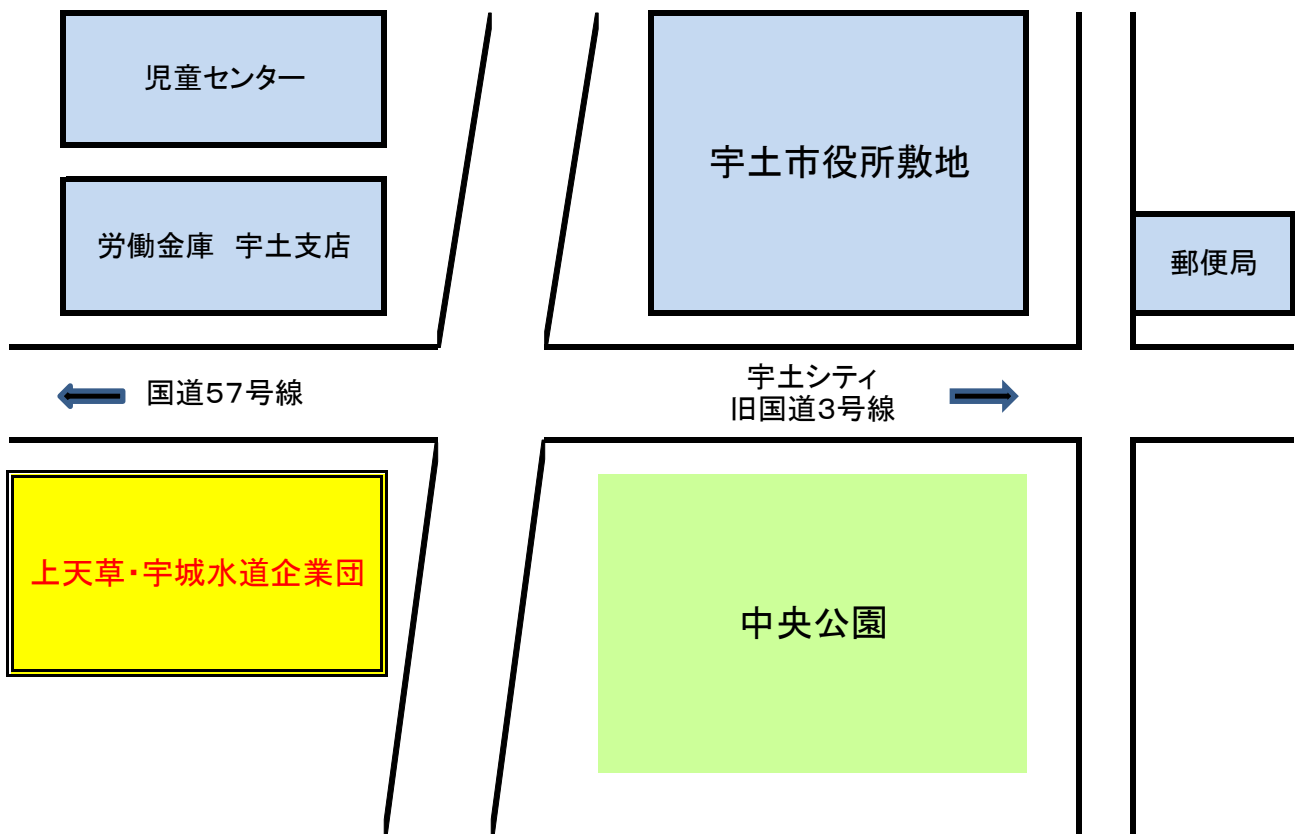 児童センター
宇土市役所敷地
労働金庫　宇土支店
郵便局
国道５７号線
宇土シティ
旧国道３号線
上天草・宇城水道企業団
中央公園